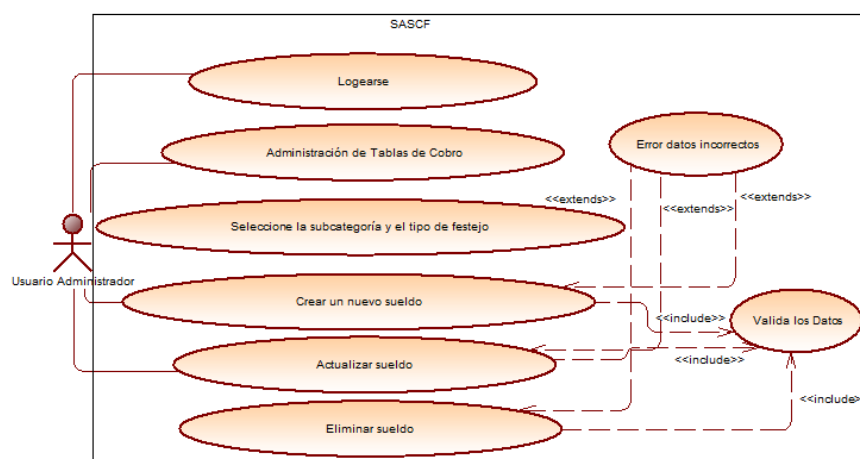 SASCF
Logearse
Administración de Tablas de Cobro
Error datos incorrectos
<<extends>>
<<extends>>
<<extends>>
Seleccione la subcategoría y el tipo de festejo
Usuario Administrador
Crear un nuevo sueldo
<<include>>
Valida los Datos
Actualizar sueldo
<<include>>
<<include>
Eliminar sueldo